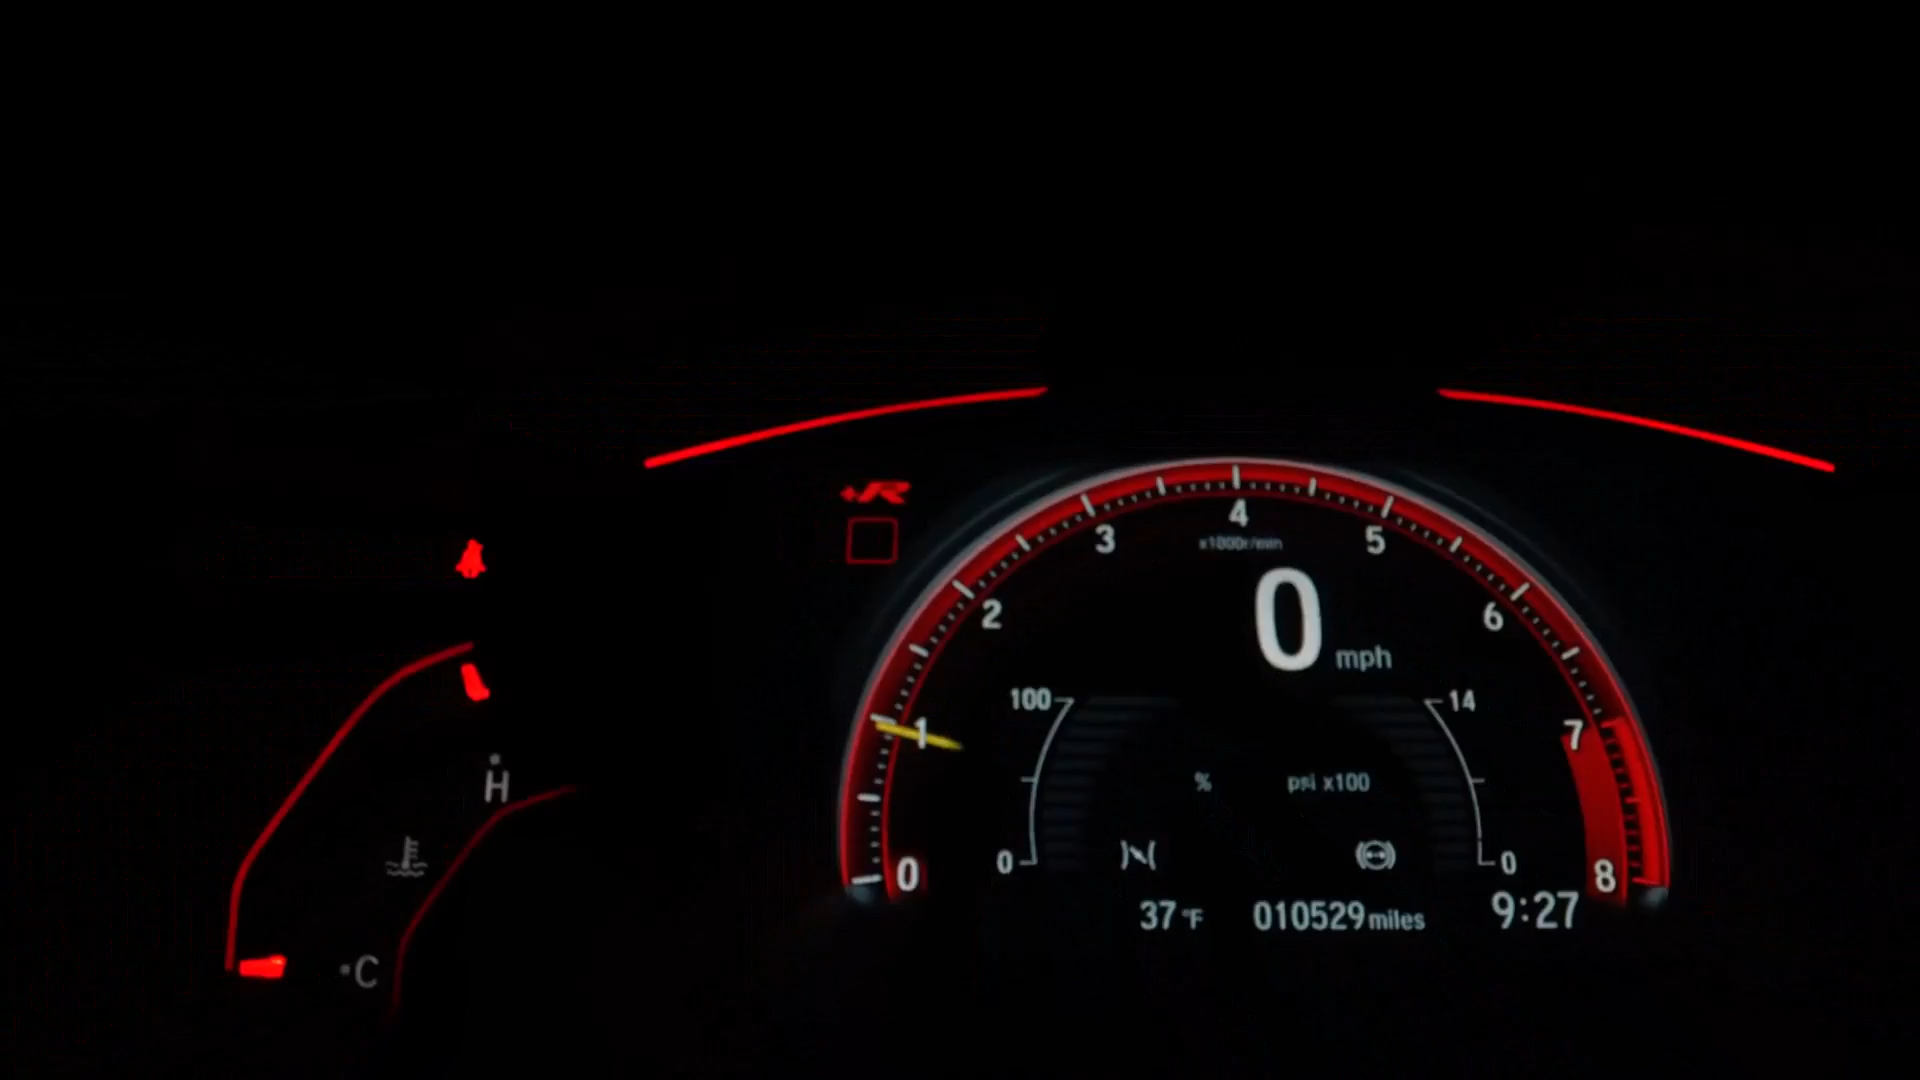 +R
4
3 5
x1000r/min
2 0 6
mph
100 14
1 7
H
% psi x100
0 0
0 8
37 °F 010529 miles 9:27
C